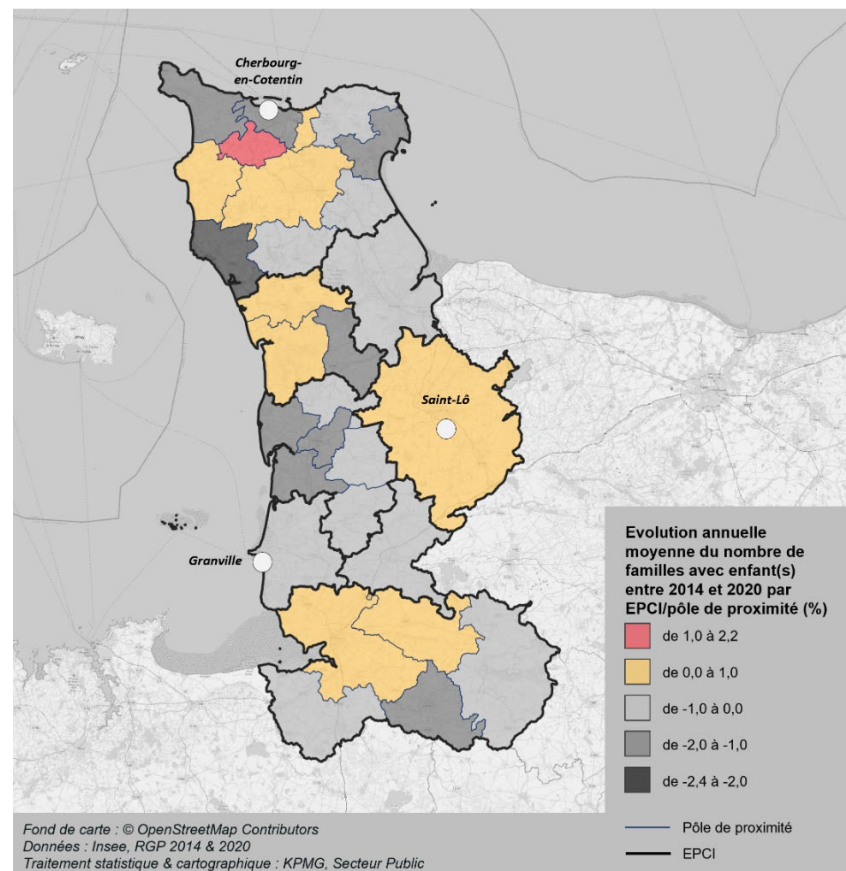 Cherbourg-
en-Cotentin
Saint-Lô
Granville
Evolution annuelle
moyenne du nombre de
familles avec enfant(s)
entre 2014 et 2020 par
EPCI/pôle de proximité (%)
de 1,0 à 2,2
de 0,0 à 1,0
de -1,0 à 0,0
de -2,0 à -1,0
de -2,4 à -2,0
Pôle de proximité
EPCI
Fond de carte : © OpenStreetMap Contributors
Données : Insee, RGP 2014 & 2020
Traitement statistique & cartographique : KPMG, Secteur Public